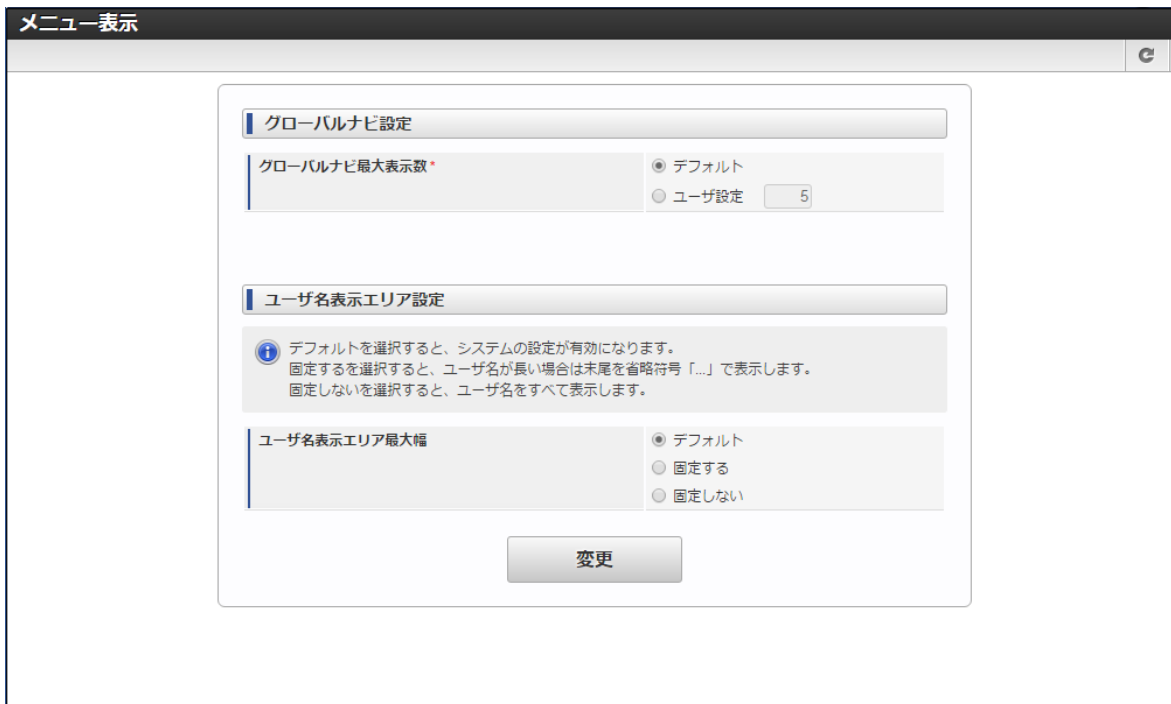 メニュー表示
グローバルナビ設定
グローバルナビ最大表示数*
デフォルト
ユーザ設定 5
ユーザ名表示エリア設定
デフォルトを選択すると、システムの設定が有効になります。
固定するを選択すると、ユーザ名が長い場合は末尾を省略符号「...」で表示します。
固定しないを選択すると、ユーザ名をすべて表示します。
ユーザ名表示エリア最大幅
デフォルト
固定する
固定しない
変更